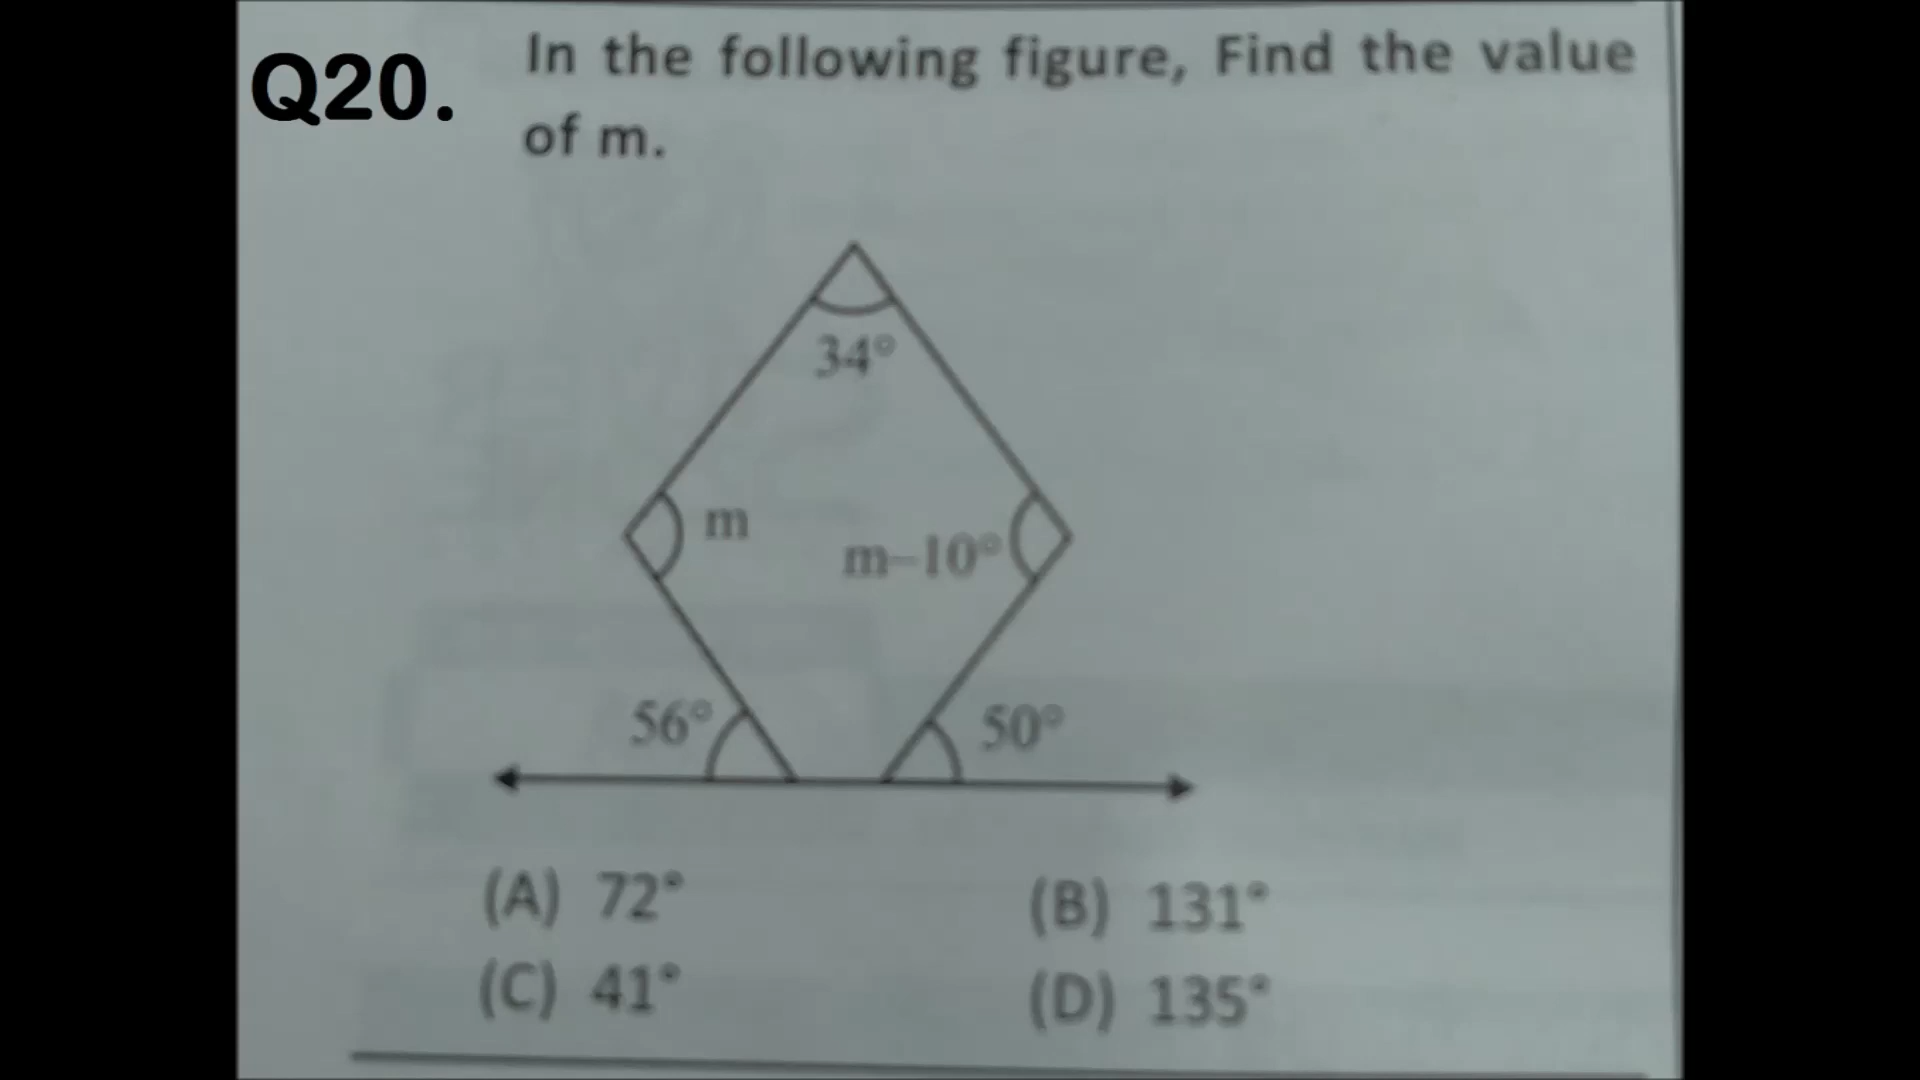 Q20. In the following figure, Find the value
of m.
34°
m
m–10°
56°
50°
(A) 72°
(B) 131°
(C) 41°
(D) 135°